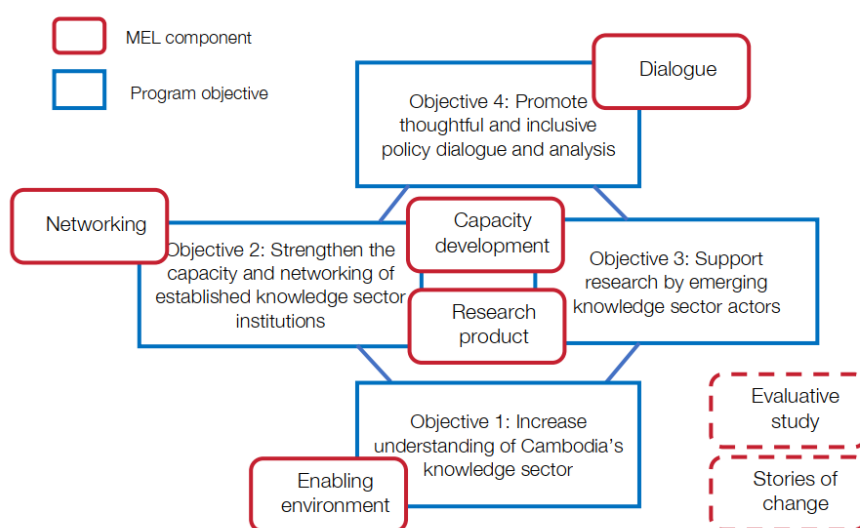 MEL component
Program objective
Dialogue
Objective 4: Promote
thoughtful and inclusive
policy dialogue and analysis
Networking
Objective 2: Strengthen the
capacity and networking of
established knowledge sector
institutions
Capacity
development
Research
product
Objective 3: Support
research by emerging
knowledge sector actors
Objective 1: Increase
understanding of Cambodia’s
knowledge sector
Enabling
environment
Evaluative
study
Stories of
change